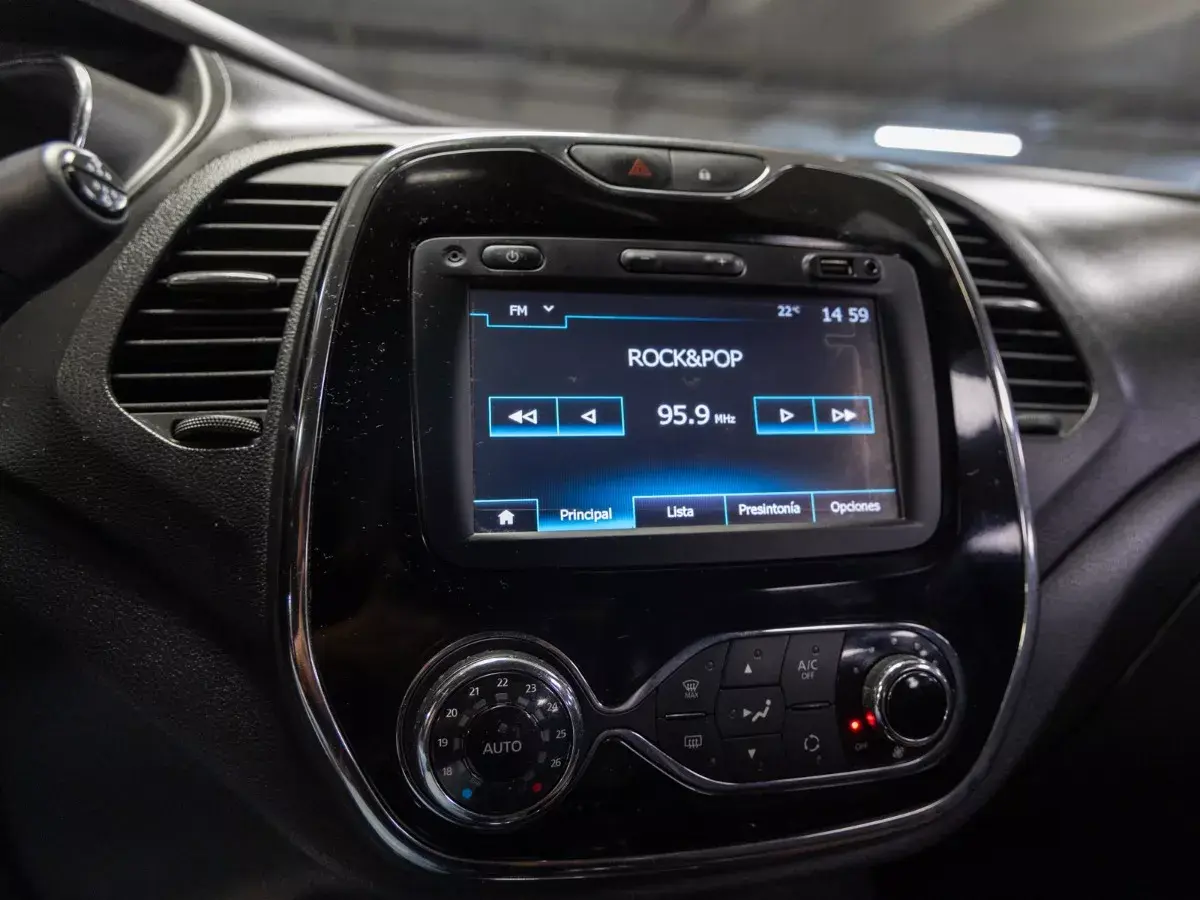 FM 22°C 14 59
ROCK&POP
95.9 MHz
Principal Lista Presintonía Opciones
18 19 20 21 22 23 24 25 26
AUTO
MAX
A/C
OFF
OFF